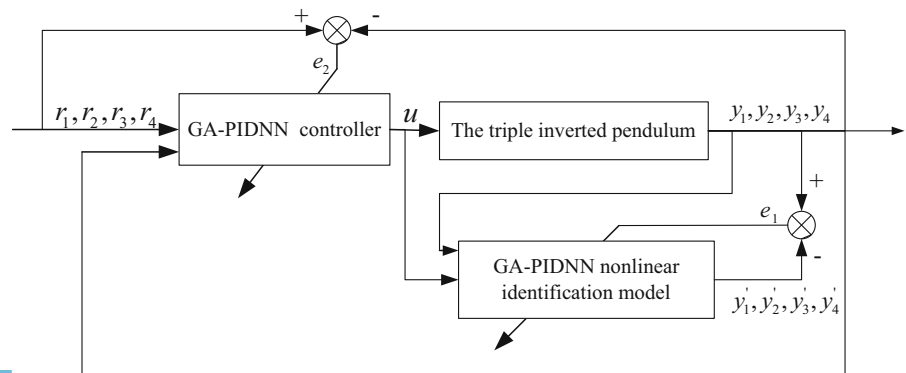 +
-
e₂
r₁, r₂, r₃, r₄
GA-PIDNN controller
u
The triple inverted pendulum
y₁, y₂, y₃, y₄
+
e₁
-
GA-PIDNN nonlinear
identification model
y₁', y₂', y₃', y₄'